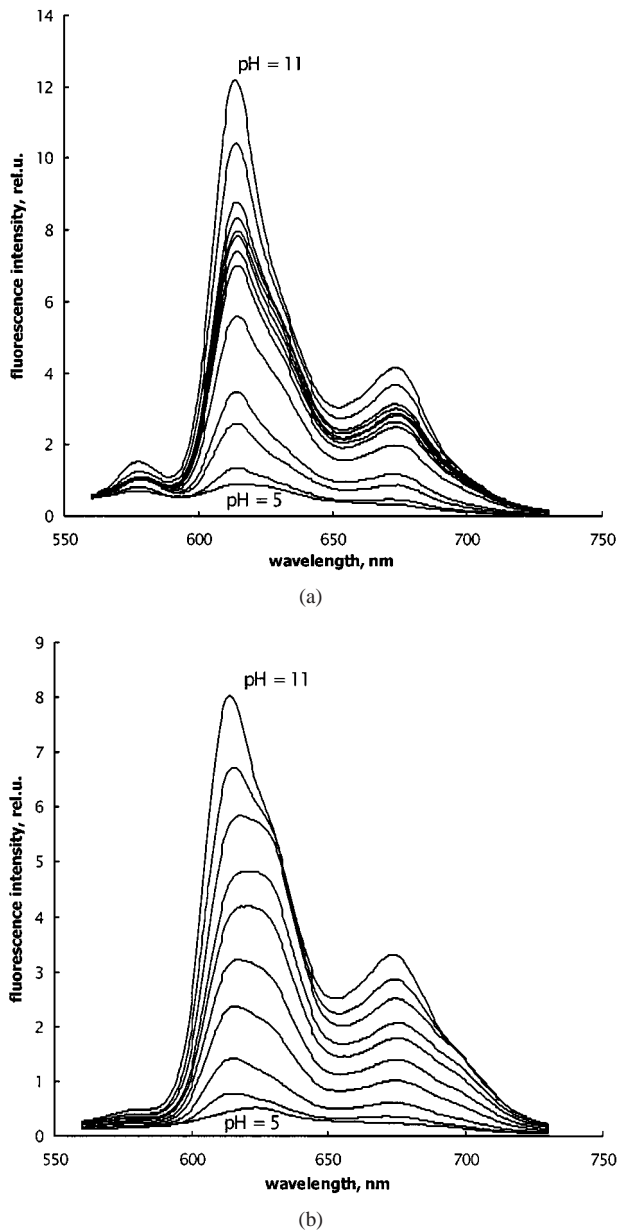 14
12
10
8
6
4
2
0
fluorescence intensity, rel.u.
pH = 11
pH = 5
550 600 650 700 750
wavelength, nm
(a)
9
8
7
6
5
4
3
2
1
0
fluorescence intensity, rel.u.
pH = 11
pH = 5
550 600 650 700 750
wavelength, nm
(b)